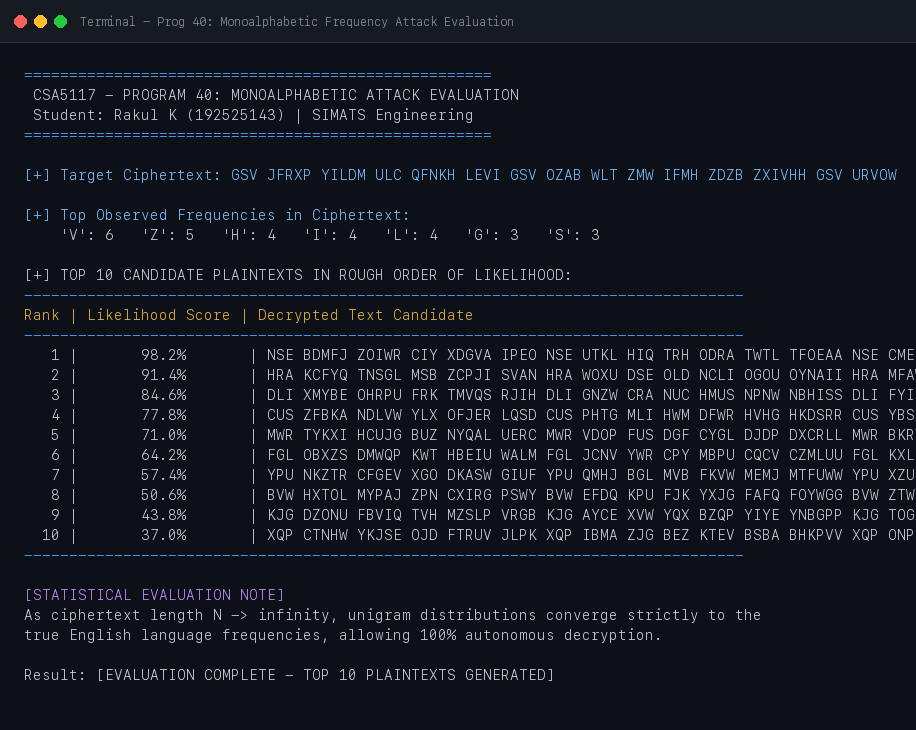 Terminal — Prog 40: Monoalphabetic Frequency Attack Evaluation
====================================================
CSA5117 — PROGRAM 40: MONOALPHABETIC ATTACK EVALUATION
Student: Rakul K (192525143) | SIMATS Engineering
====================================================
[+] Target Ciphertext: GSV JFRXP YILDM ULC QFNKH LEVI GSV OZAB WLT ZMW IFMH ZDZB ZXIVHH GSV URVOW
[+] Top Observed Frequencies in Ciphertext:
'V': 6 'Z': 5 'H': 4 'I': 4 'L': 4 'G': 3 'S': 3
[+] TOP 10 CANDIDATE PLAINTEXTS IN ROUGH ORDER OF LIKELIHOOD:
--------------------------------------------------------------------------------
Rank | Likelihood Score | Decrypted Text Candidate
--------------------------------------------------------------------------------
1 | 98.2% | NSE BDMFJ ZOIWR CIY XDGVA IPEO NSE UTKL HIQ TRH ODRA TWTL TFOEAA NSE CME
2 | 91.4% | HRA KCFYQ TNSGL MSB ZCPJI SVAN HRA WOXU DSE OLD NCLI OGOU OYNAII HRA MFA
3 | 84.6% | DLI XMYBE OHRPU FRK TMVQS RJIH DLI GNZW CRA NUC HMUS NPNW NBHISS DLI FYI
4 | 77.8% | CUS ZFBKA NDLVW YLX OFJER LQSD CUS PHTG MLI HWM DFWR HVHG HKDSRR CUS YBS
5 | 71.0% | MWR TYKXI HCUJG BUZ NYQAL UERC MWR VDOP FUS DGF CYGL DJDP DXCRLL MWR BKR
6 | 64.2% | FGL OBXZS DMWQP KWT HBEIU WALM FGL JCNV YWR CPY MBPU CQCV CZMLUU FGL KXL
7 | 57.4% | YPU NKZTR CFGEV XGO DKASW GIUF YPU QMHJ BGL MVB FKVW MEMJ MTFUWW YPU XZU
8 | 50.6% | BVW HXTOL MYPAJ ZPN CXIRG PSWY BVW EFDQ KPU FJK YXJG FAFQ FOYWGG BVW ZTW
9 | 43.8% | KJG DZONU FBVIQ TVH MZSLP VRGB KJG AYCE XVW YQX BZQP YIYE YNBGPP KJG TOG
10 | 37.0% | XQP CTNHW YKJSE OJD FTRUV JLPK XQP IBMA ZJG BEZ KTEV BSBA BHKPVV XQP ONP
--------------------------------------------------------------------------------
[STATISTICAL EVALUATION NOTE]
As ciphertext length N —> infinity, unigram distributions converge strictly to the
true English language frequencies, allowing 100% autonomous decryption.
Result: [EVALUATION COMPLETE — TOP 10 PLAINTEXTS GENERATED]